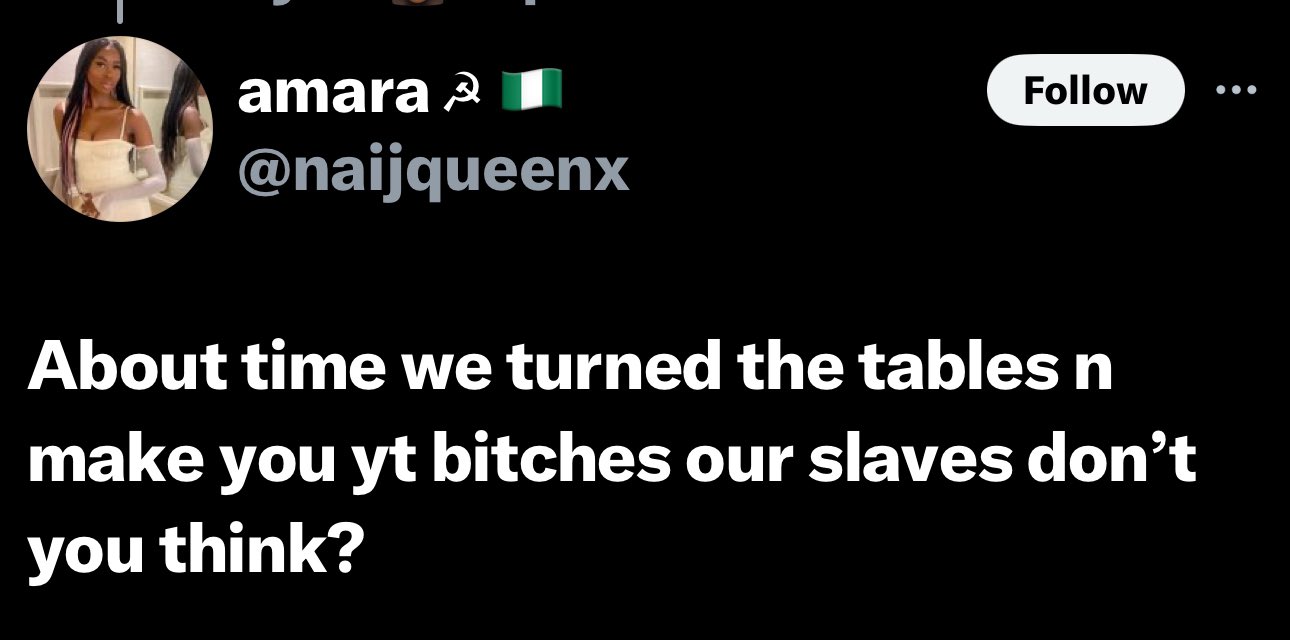 amara ☭ 🇳🇬
Follow
@naijqueenx
About time we turned the tables n
make you yt bitches our slaves don’t
you think?